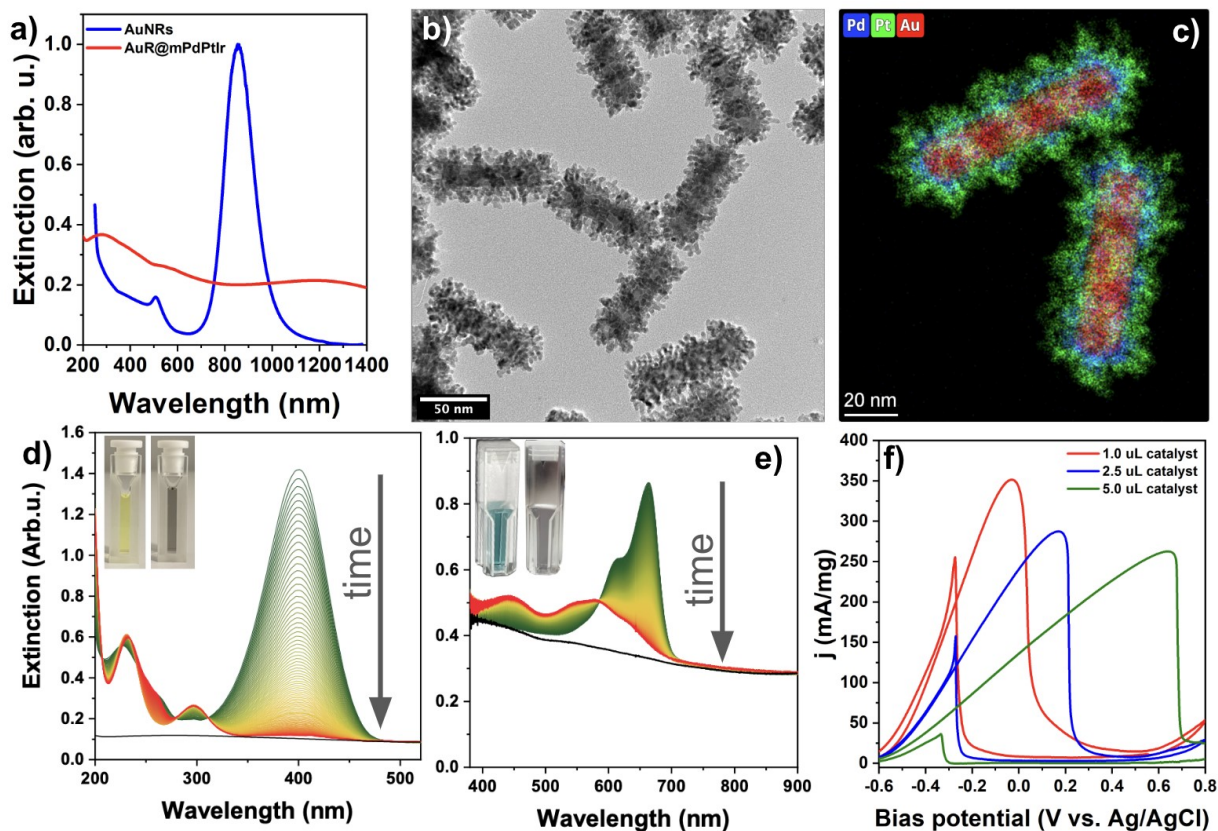 a)
AuNRs
AuR@mPdPtIr
Extinction (arb. u.)
1.0
0.8
0.6
0.4
0.2
0.0
200 400 600 800 1000 1200 1400
Wavelength (nm)
b)
50 nm
Pd Pt Au
c)
20 nm
d)
Extinction (Arb.u.)
1.6
1.4
1.2
1.0
0.8
0.6
0.4
0.2
0.0
time
200 300 400 500
Wavelength (nm)
e)
1.0
0.8
0.6
0.4
0.2
0.0
time
400 500 600 700 800 900
Wavelength (nm)
f)
1.0 uL catalyst
2.5 uL catalyst
5.0 uL catalyst
j (mA/mg)
400
350
300
250
200
150
100
50
0
-0.6 -0.4 -0.2 0.0 0.2 0.4 0.6 0.8
Bias potential (V vs. Ag/AgCl)